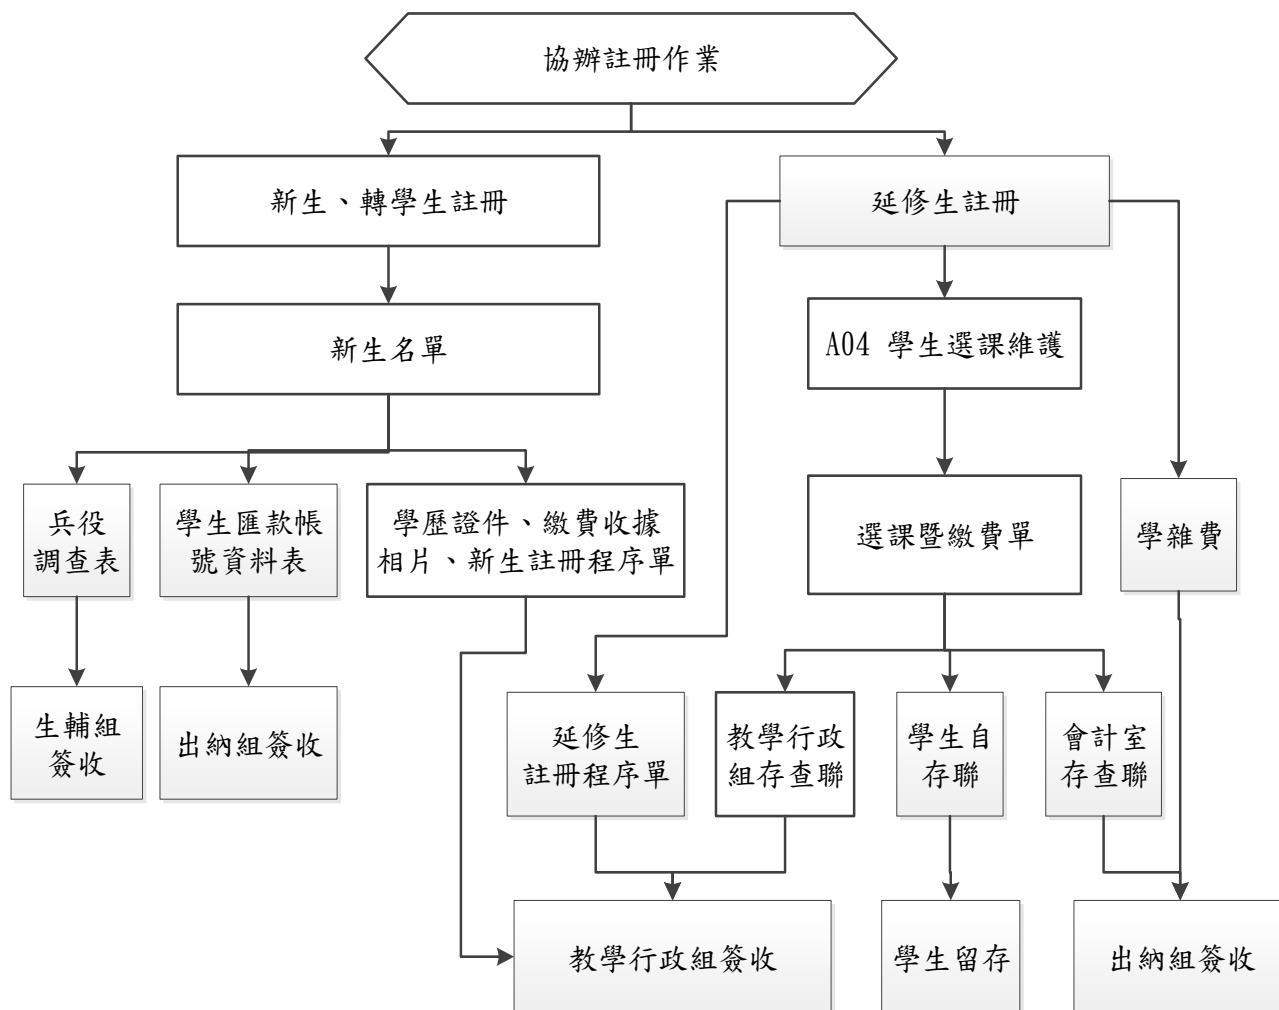 協辦註冊作業
新生、轉學生註冊
延修生註冊
新生名單
A04 學生選課維護
兵役
調查表
學生匯款帳
號資料表
學歷證件、繳費收據
相片、新生註冊程序單
選課暨繳費單
學雜費
生輔組
簽收
出納組簽收
延修生
註冊程序單
教學行政
組存查聯
學生自
存聯
會計室
存查聯
教學行政組簽收
學生留存
出納組簽收